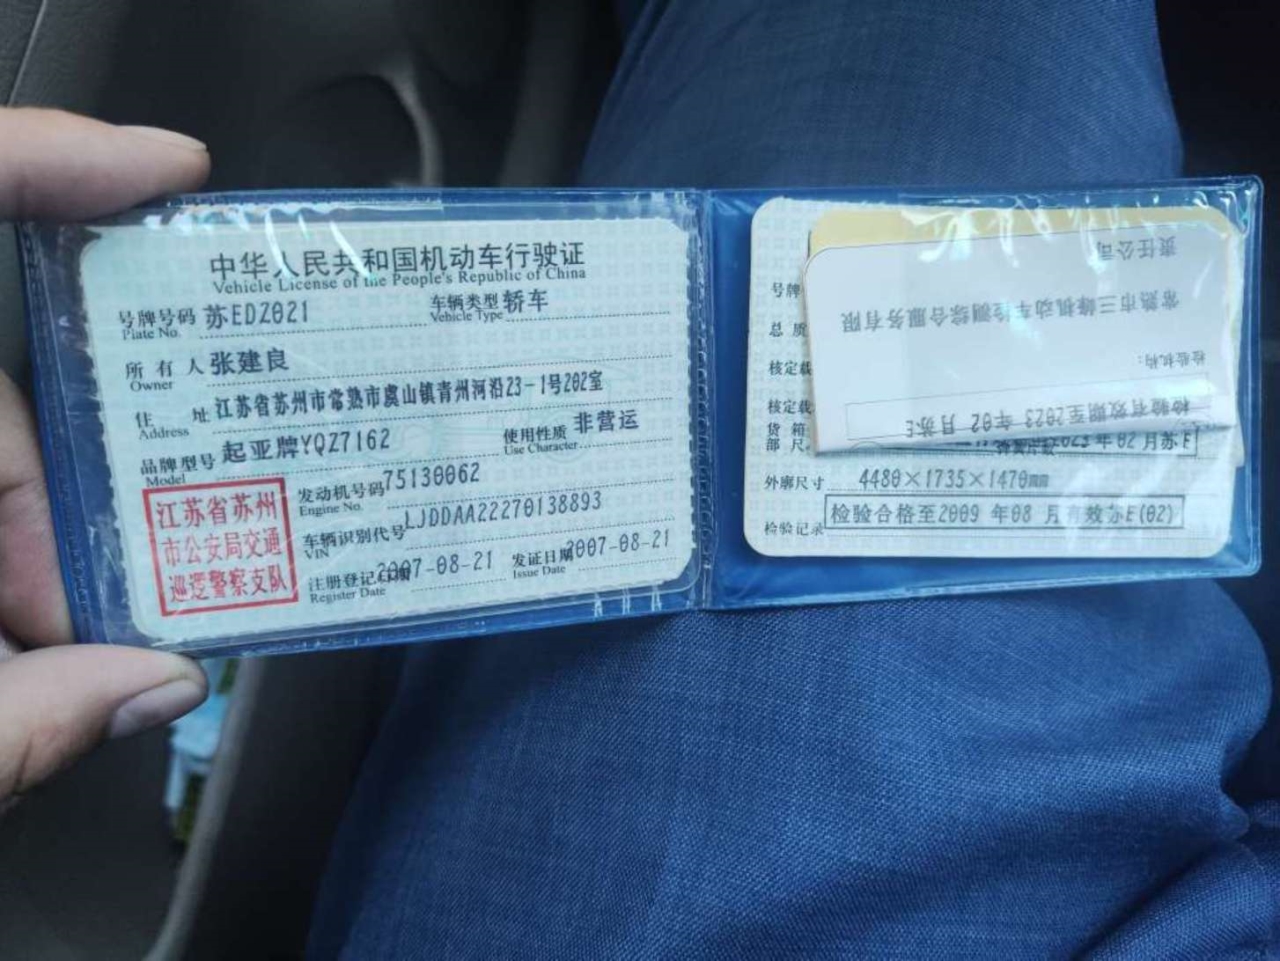 中华人民共和国机动车行驶证
Vehicle License of the People's Republic of China
号牌号码 苏EDZ021 车辆类型 轿车
Plate No. Vehicle Type
所有人 张建良
Owner
住址 江苏省苏州市常熟市虞山镇青州河沿23-1号202室
Address
品牌型号 起亚牌YQZ7162 使用性质 非营运
Model Use Character
发动机号码 75130062
Engine No.
车辆识别代号 LJDDAA22270138893
VIN
注册登记日期 2007-08-21 发证日期 2007-08-21
Register Date Issue Date
江苏省苏州
市公安局交通
巡逻警察支队
号牌
总质
核定载
核定载
货箱
部尺
检验有效期至2023 年02 月苏E
检验机构:
常熟市三缘机动车检测综合服务有限
责任公司
年02 月苏E
外廓尺寸 4480×1735×1470mm
检验记录 检验合格至2009 年08 月有效苏E(02)